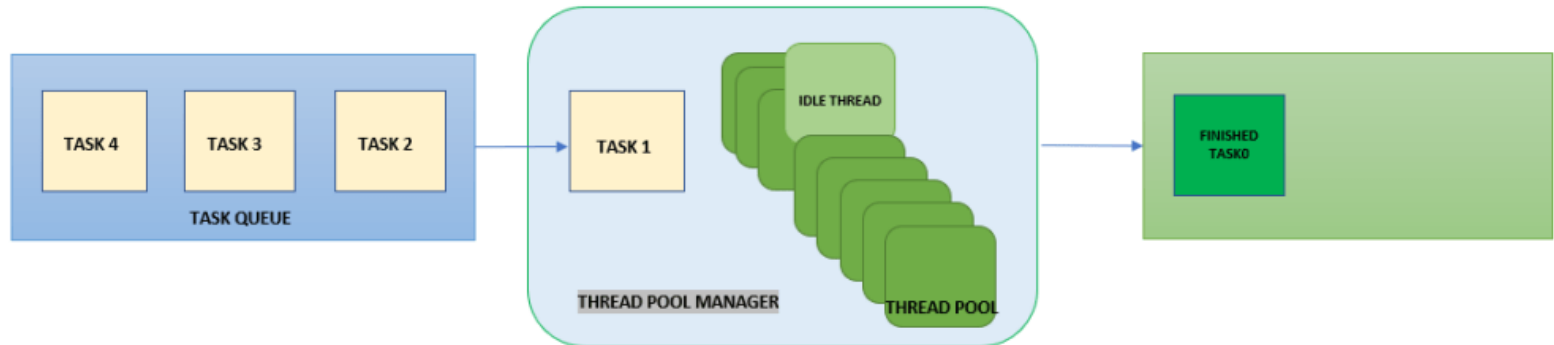 TASK 4
TASK 3
TASK 2
TASK QUEUE
TASK 1
IDLE THREAD
THREAD POOL MANAGER
THREAD POOL
FINISHED
TASK0